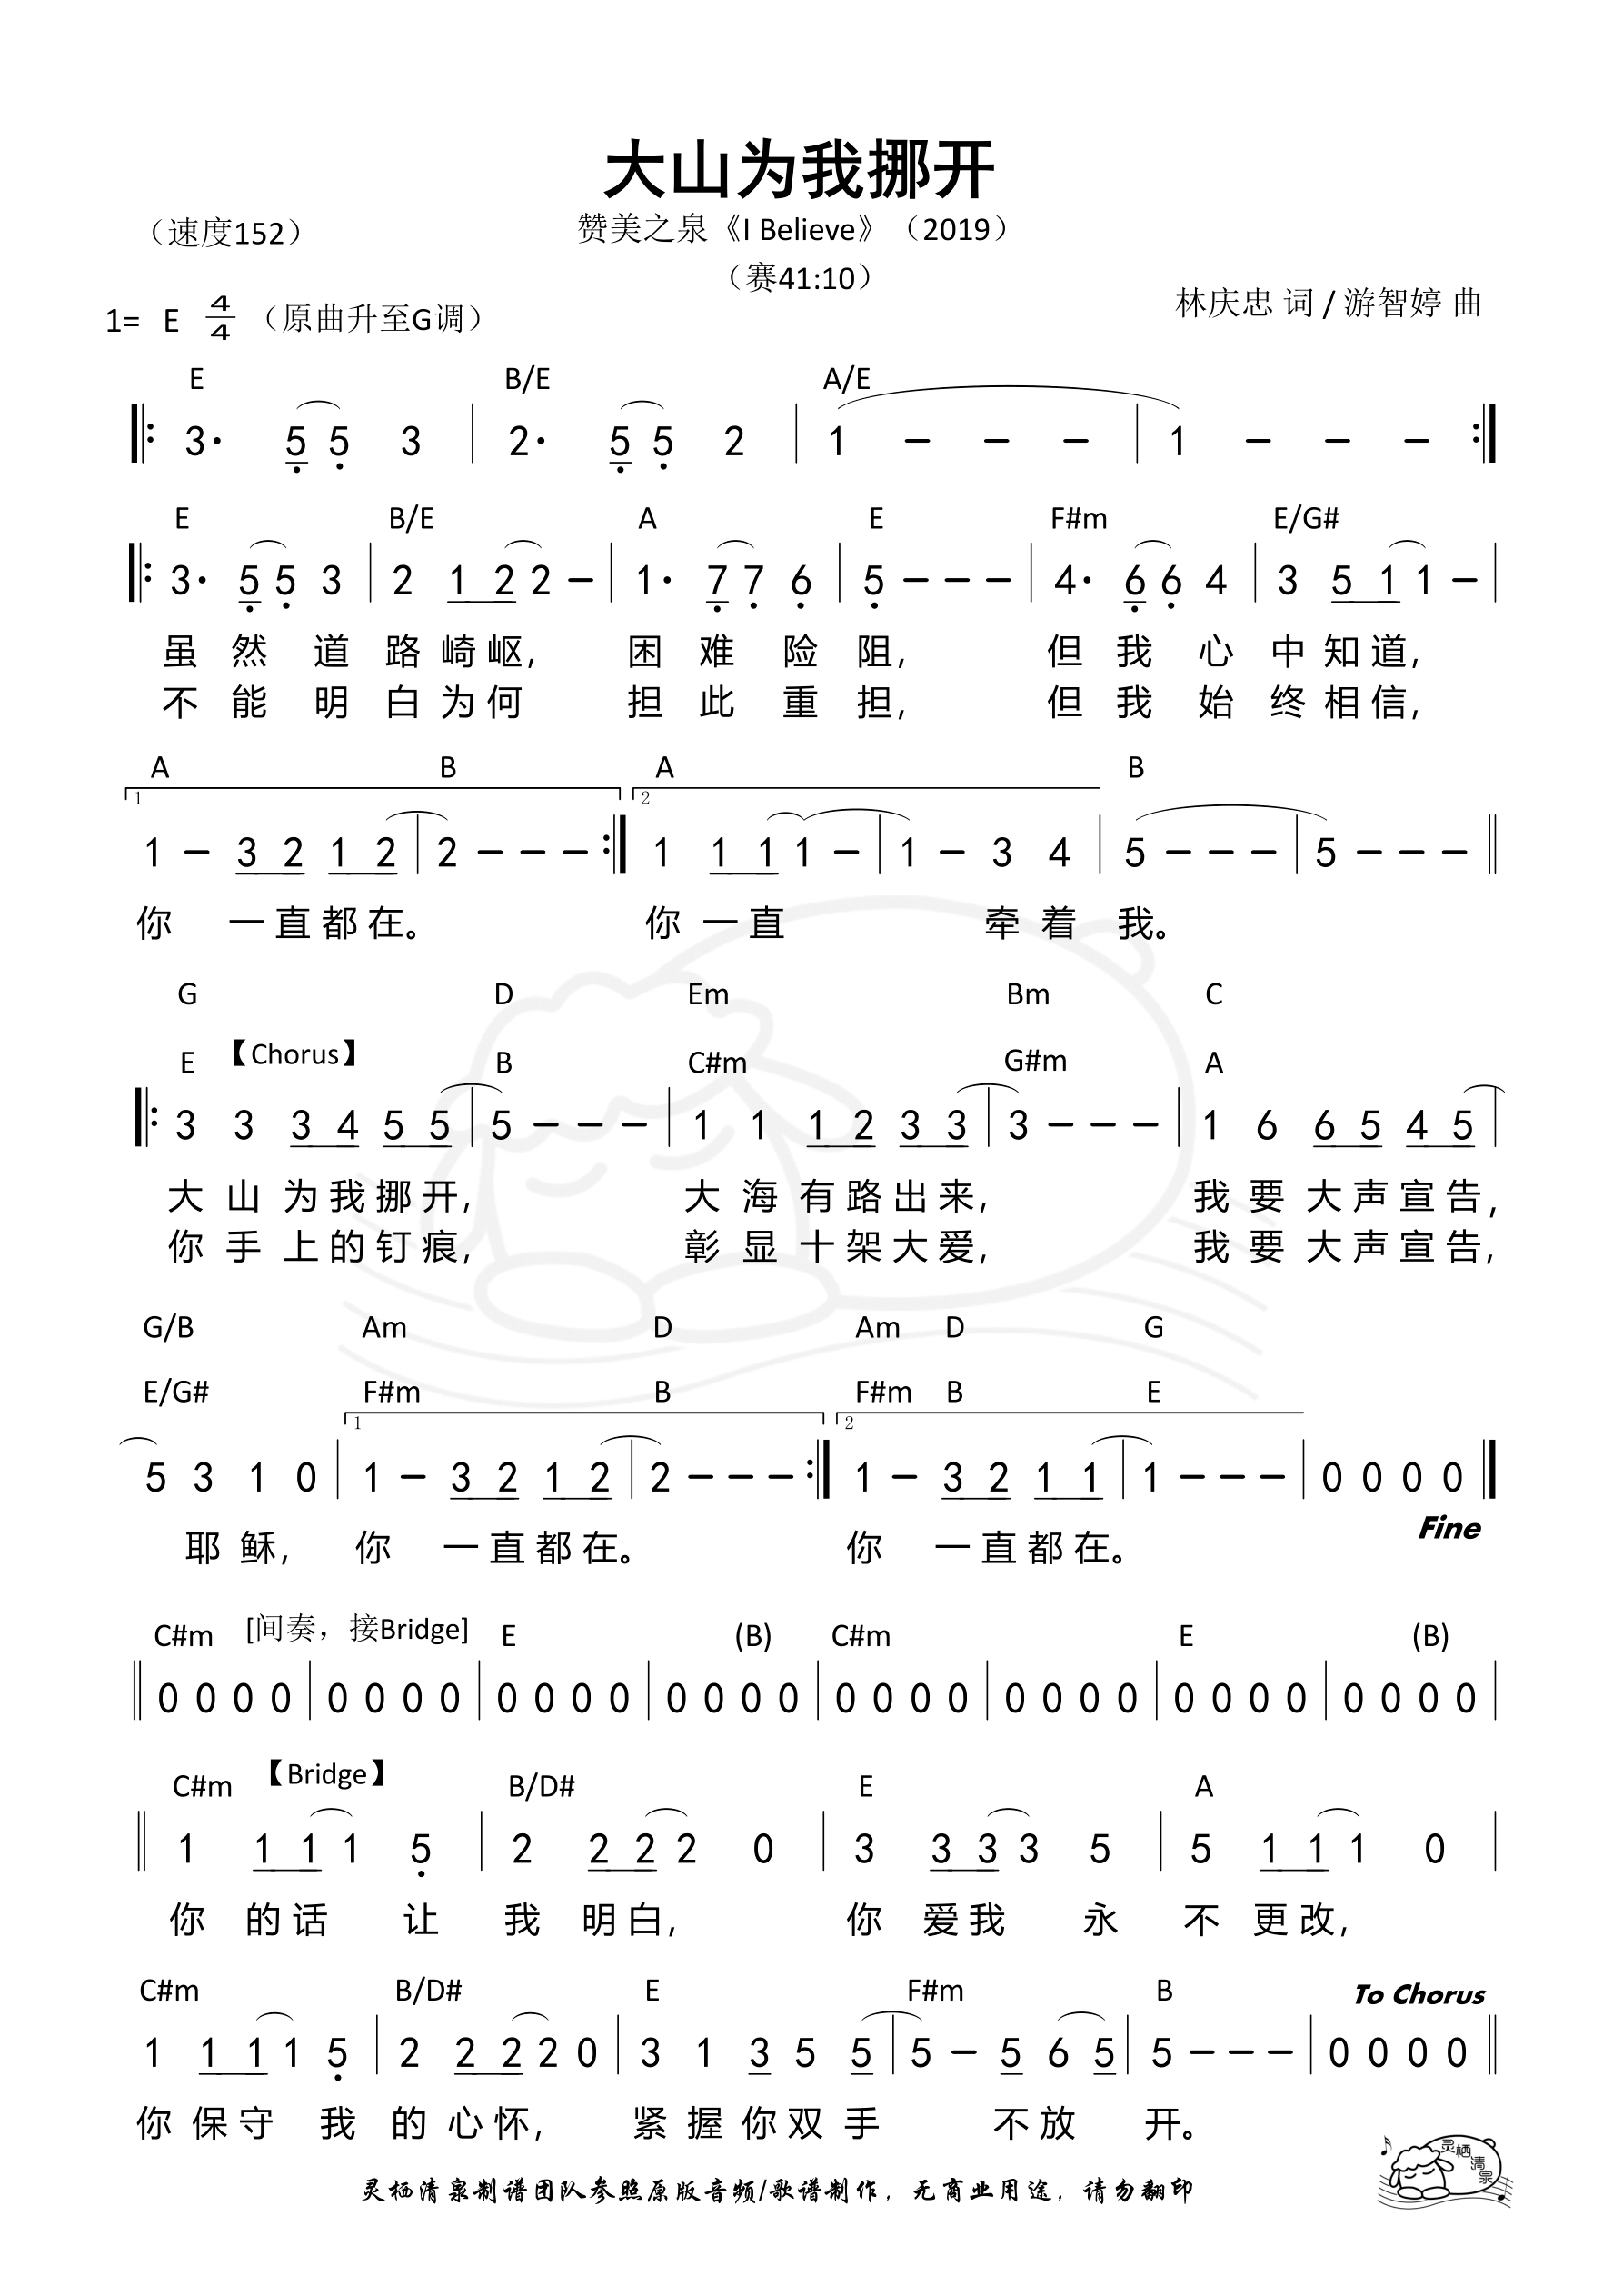 大山为我挪开
（速度152）
赞美之泉《I Believe》（2019）
（赛41:10）
林庆忠 词 / 游智婷 曲
1= E 4/4 （原曲升至G调）
E B/E A/E
3· 5 5 3 | 2· 5 5 2 | 1 – – – | 1 – – – :|
E B/E A E F#m E/G#
|: 3· 5 5 3 | 2 1 2 2 – | 1· 7 7 6 | 5 – – – | 4· 6 6 4 | 3 5 1 1 – |
虽 然 道 路 崎 岖, 困 难 险 阻, 但 我 心 中 知 道,
不 能 明 白 为 何 担 此 重 担, 但 我 始 终 相 信,
A B A B
1 2
1 – 3 2 1 2 | 2 – – – :| 1 1 1 1 – | 1 – 3 4 | 5 – – – | 5 – – – ||
你 一 直 都 在。 你 一 直 牵 着 我。
G D Em Bm C
E 【Chorus】 B C#m G#m A
|: 3 3 3 4 5 5 | 5 – – – | 1 1 1 2 3 3 | 3 – – – | 1 6 6 5 4 5 |
大 山 为 我 挪 开, 大 海 有 路 出 来, 我 要 大 声 宣 告,
你 手 上 的 钉 痕, 彰 显 十 架 大 爱, 我 要 大 声 宣 告,
G/B Am D Am D G
E/G# F#m B F#m B E
1 2
5 3 1 0 | 1 – 3 2 1 2 | 2 – – – :| 1 – 3 2 1 1 | 1 – – – | 0 0 0 0 ||
Fine
耶 稣, 你 一 直 都 在。 你 一 直 都 在。
C#m [间奏，接Bridge] E (B) C#m E (B)
|| 0 0 0 0 | 0 0 0 0 | 0 0 0 0 | 0 0 0 0 | 0 0 0 0 | 0 0 0 0 | 0 0 0 0 | 0 0 0 0 |
C#m 【Bridge】 B/D# E A
|| 1 1 1 1 5 | 2 2 2 2 0 | 3 3 3 3 5 | 5 1 1 1 0 |
你 的 话 让 我 明 白, 你 爱 我 永 不 更 改,
C#m B/D# E F#m B To Chorus
1 1 1 1 5 | 2 2 2 2 0 | 3 1 3 5 5 | 5 – 5 6 5 | 5 – – – | 0 0 0 0 ||
你 保 守 我 的 心 怀, 紧 握 你 双 手 不 放 开。
灵栖清泉
灵栖清泉制谱团队参照原版音频/歌谱制作，无商业用途，请勿翻印